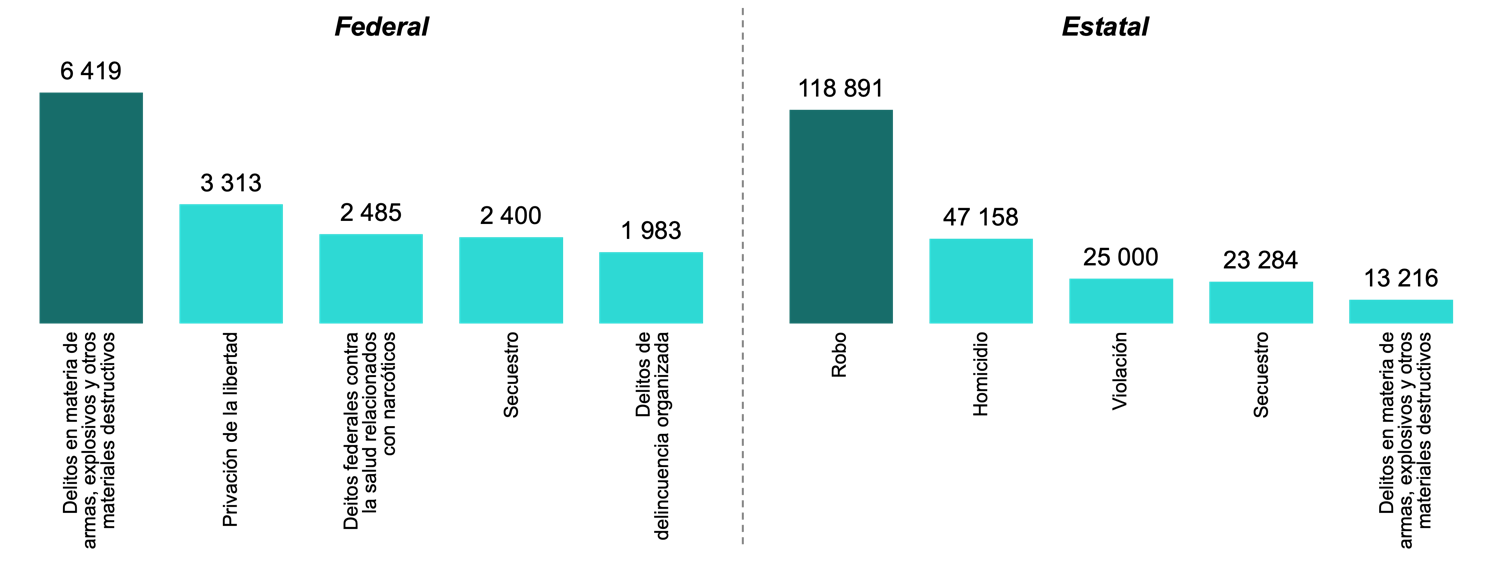 Federal
6 419
3 313
2 485
2 400
1 983
Delitos en materia de
armas, explosivos y otros
materiales destructivos
Privación de la libertad
Deitos federales contra
la salud relacionados
con narcóticos
Secuestro
Delitos de
delincuencia organizada
Estatal
118 891
47 158
25 000
23 284
13 216
Robo
Homicidio
Violación
Secuestro
Delitos en materia de
armas, explosivos y otros
materiales destructivos